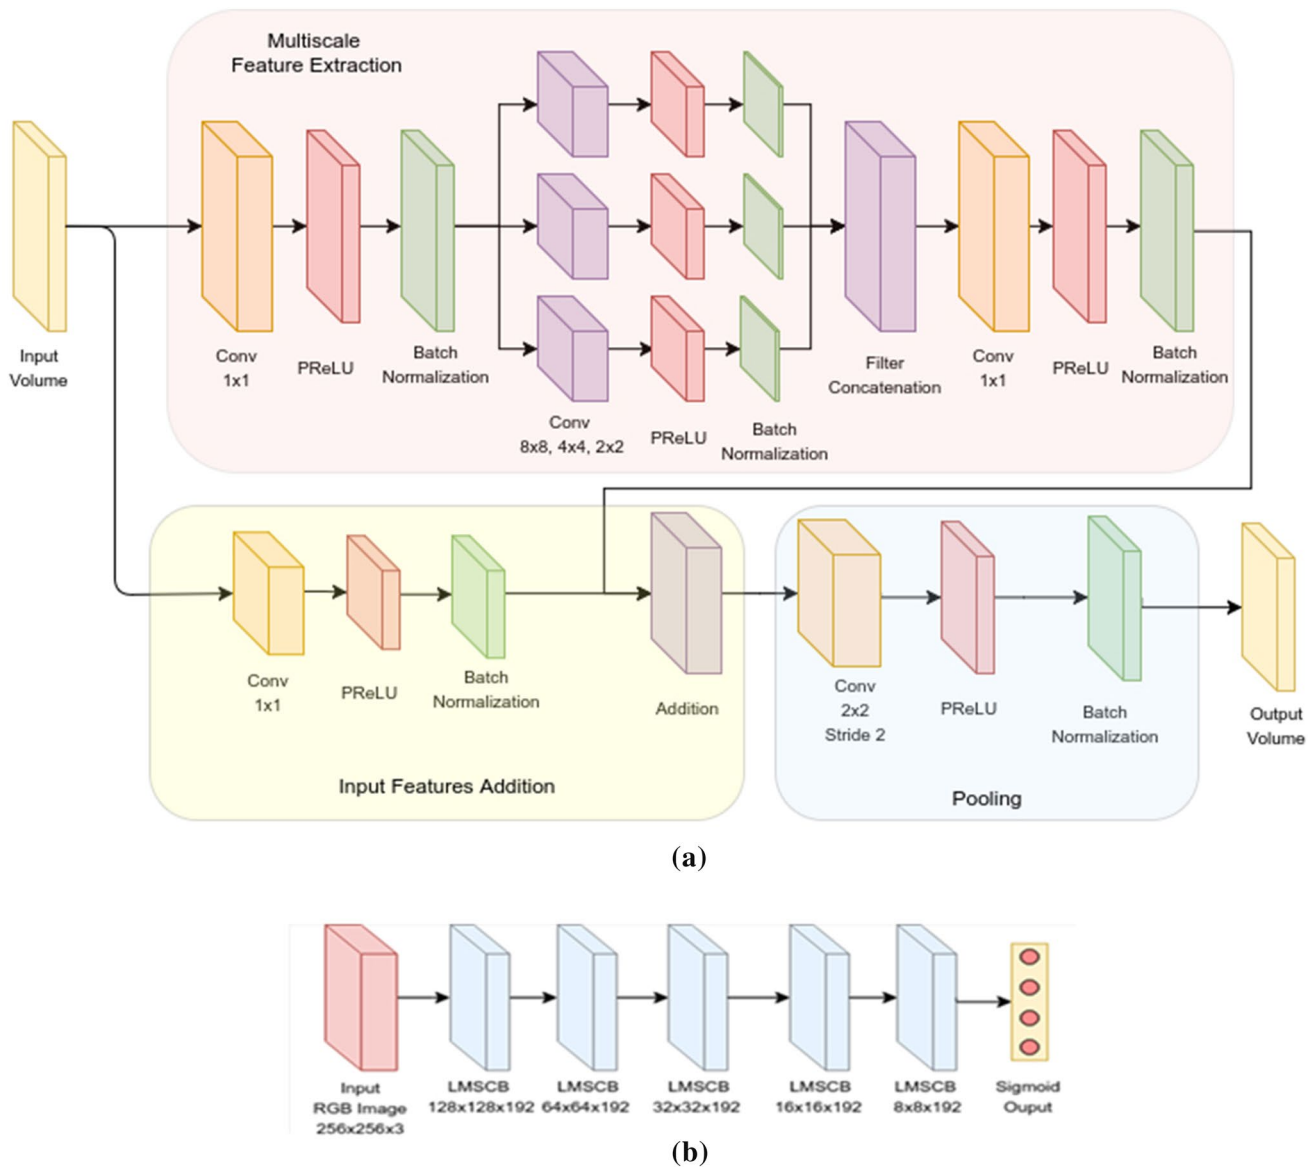 Multiscale
Feature Extraction
Input
Volume
Conv
1x1
PReLU
Batch
Normalization
Conv
8x8, 4x4, 2x2
PReLU
Batch
Normalization
Filter
Concatenation
Conv
1x1
PReLU
Batch
Normalization
Conv
1x1
PReLU
Batch
Normalization
Addition
Input Features Addition
Conv
2x2
Stride 2
PReLU
Batch
Normalization
Pooling
Output
Volume
(a)
Input
RGB Image
256x256x3
LMSCB
128x128x192
LMSCB
64x64x192
LMSCB
32x32x192
LMSCB
16x16x192
LMSCB
8x8x192
Sigmoid
Ouput
(b)